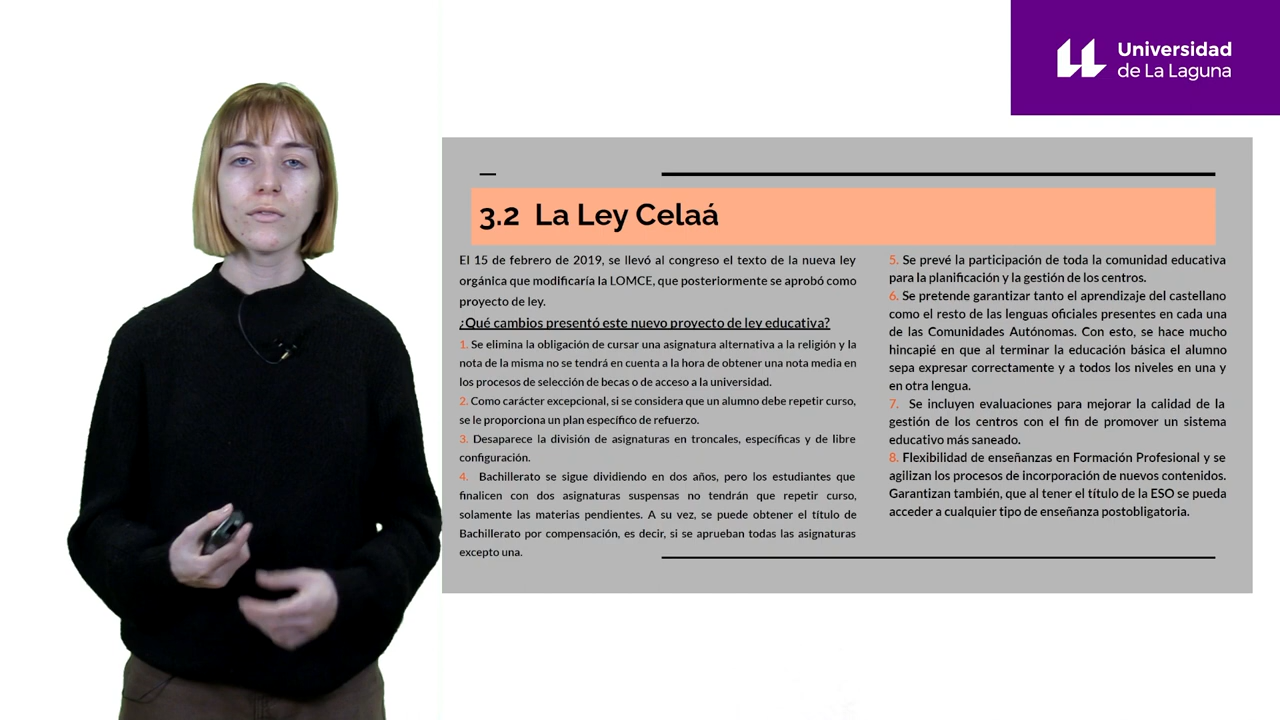 Universidad
de La Laguna
3.2 La Ley Celaá
El 15 de febrero de 2019, se llevó al congreso el texto de la nueva ley
orgánica que modificaría la LOMCE, que posteriormente se aprobó como
proyecto de ley.
¿Qué cambios presentó este nuevo proyecto de ley educativa?
1. Se elimina la obligación de cursar una asignatura alternativa a la religión y la
nota de la misma no se tendrá en cuenta a la hora de obtener una nota media en
los procesos de selección de becas o de acceso a la universidad.
2. Como carácter excepcional, si se considera que un alumno debe repetir curso,
se le proporciona un plan específico de refuerzo.
3. Desaparece la división de asignaturas en troncales, específicas y de libre
configuración.
4. Bachillerato se sigue dividiendo en dos años, pero los estudiantes que
finalicen con dos asignaturas suspensas no tendrán que repetir curso,
solamente las materias pendientes. A su vez, se puede obtener el título de
Bachillerato por compensación, es decir, si se aprueban todas las asignaturas
excepto una.
5. Se prevé la participación de toda la comunidad educativa
para la planificación y la gestión de los centros.
6. Se pretende garantizar tanto el aprendizaje del castellano
como el resto de las lenguas oficiales presentes en cada una
de las Comunidades Autónomas. Con esto, se hace mucho
hincapié en que al terminar la educación básica el alumno
sepa expresar correctamente y a todos los niveles en una y
en otra lengua.
7. Se incluyen evaluaciones para mejorar la calidad de la
gestión de los centros con el fin de promover un sistema
educativo más saneado.
8. Flexibilidad de enseñanzas en Formación Profesional y se
agilizan los procesos de incorporación de nuevos contenidos.
Garantizan también, que al tener el título de la ESO se pueda
acceder a cualquier tipo de enseñanza postobligatoria.